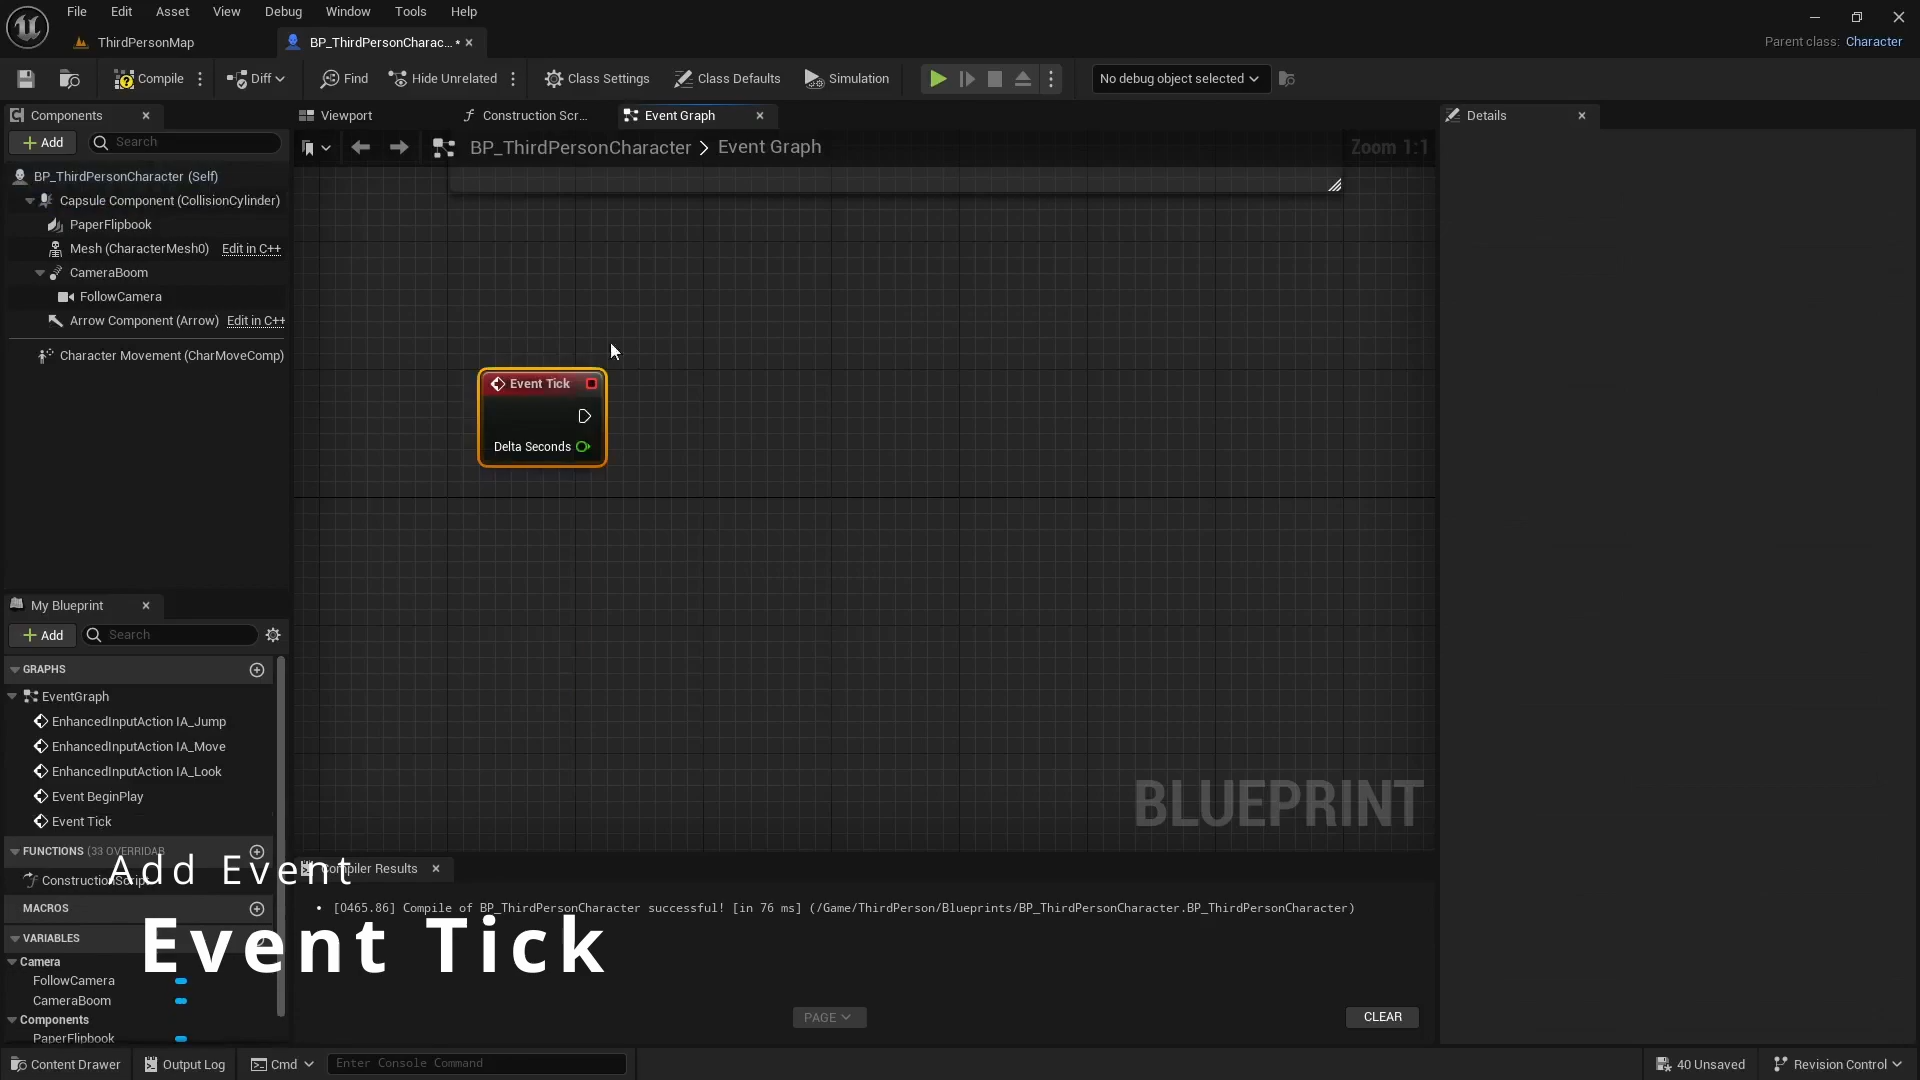 File Edit Asset View Debug Window Tools Help
ThirdPersonMap
BP_ThirdPersonCharac... •
Parent class: Character
Compile
Diff
Find
Hide Unrelated
Class Settings
Class Defaults
Simulation
No debug object selected
Components
Add
Search
BP_ThirdPersonCharacter (Self)
Capsule Component (CollisionCylinder)
PaperFlipbook
Mesh (CharacterMesh0) Edit in C++
CameraBoom
FollowCamera
Arrow Component (Arrow) Edit in C++
Character Movement (CharMoveComp)
Viewport
Construction Scr...
Event Graph
BP_ThirdPersonCharacter > Event Graph
Zoom 1:1
Event Tick
Delta Seconds
BLUEPRINT
Details
My Blueprint
Add
Search
GRAPHS
EventGraph
EnhancedInputAction IA_Jump
EnhancedInputAction IA_Move
EnhancedInputAction IA_Look
Event BeginPlay
Event Tick
FUNCTIONS (33 OVERRIDAB
ConstructionScript
MACROS
VARIABLES
Camera
FollowCamera
CameraBoom
Components
PaperFlipbook
Add Event
Event Tick
Compiler Results
[0465.86] Compile of BP_ThirdPersonCharacter successful! [in 76 ms] (/Game/ThirdPerson/Blueprints/BP_ThirdPersonCharacter.BP_ThirdPersonCharacter)
PAGE
CLEAR
Content Drawer
Output Log
Cmd
Enter Console Command
40 Unsaved
Revision Control